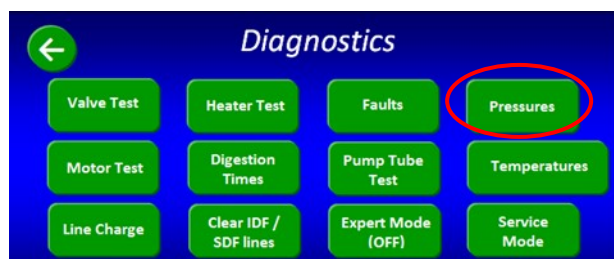 Diagnostics
Valve Test
Heater Test
Faults
Pressures
Motor Test
Digestion
Times
Pump Tube
Test
Temperatures
Line Charge
Clear IDF /
SDF lines
Expert Mode
(OFF)
Service
Mode